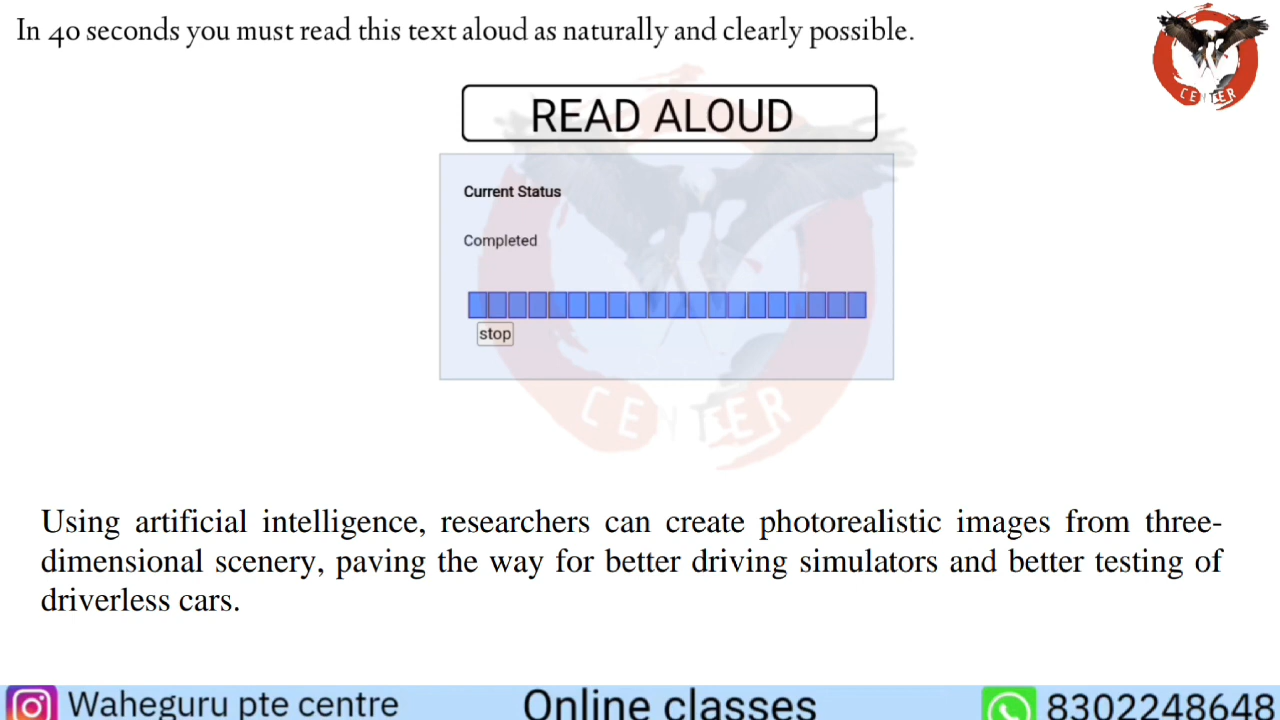 In 40 seconds you must read this text aloud as naturally and clearly possible.
CENTER
READ ALOUD
Current Status
Completed
stop
CENTER
Using artificial intelligence, researchers can create photorealistic images from three-
dimensional scenery, paving the way for better driving simulators and better testing of
driverless cars.
Waheguru pte centre Online classes 8302248648